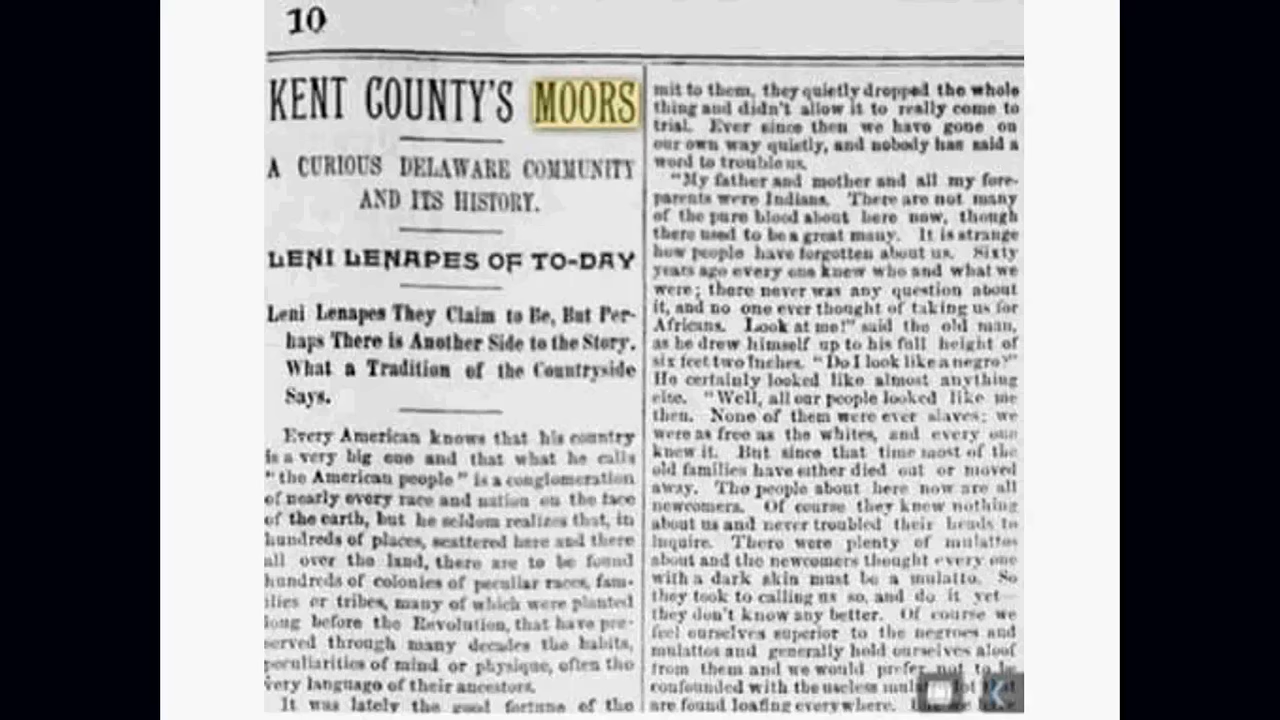 10
KENT COUNTY'S MOORS
A CURIOUS DELAWARE COMMUNITY
AND ITS HISTORY.
LENI LENAPES OF TO-DAY
Leni Lenapes They Claim to Be, But Per-
haps There is Another Side to the Story.
What a Tradition of the Countryside
Says.
Every American knows that his country
is a very big one and that what he calls
"the American people" is a conglomeration
of nearly every race and nation on the face
of the earth, but he seldom realizes that, in
hundreds of places, scattered here and there
all over the land, there are to be found
hundreds of colonies of peculiar races, fam-
ilies or tribes, many of which were planted
long before the Revolution, that have pre-
served through many decades the habits,
peculiarities of mind or physique, often the
very language of their ancestors.
It was lately the good fortune of the
mit to them, they quietly dropped the whole
thing and didn't allow it to really come to
trial. Ever since then we have gone on
our own way quietly, and nobody has said a
word to trouble us.
"My father and mother and all my fore-
parents were Indians. There are not many
of the pure blood about here now, though
there used to be a great many. It is strange
how people have forgotten about us. Sixty
years ago every one knew who and what we
were; there never was any question about
it, and no one ever thought of taking us for
Africans. Look at me!" said the old man,
as he drew himself up to his full height of
six feet two inches. "Do I look like a negro?"
He certainly looked like almost anything
else. "Well, all our people looked like me
then. None of them were ever slaves; we
were as free as the whites, and every one
knew it. But since that time most of the
old families have either died out or moved
away. The people about here now are all
newcomers. Of course they knew nothing
about us and never troubled their heads to
inquire. There were plenty of mulattos
about and the newcomers thought every one
with a dark skin must be a mulatto. So
they took to calling us so, and do it yet—
they don't know any better. Of course we
feel ourselves superior to the negroes and
mulattos and generally hold ourselves aloof
from them and we would prefer not to be
confounded with the useless lot that
are found loafing everywhere.